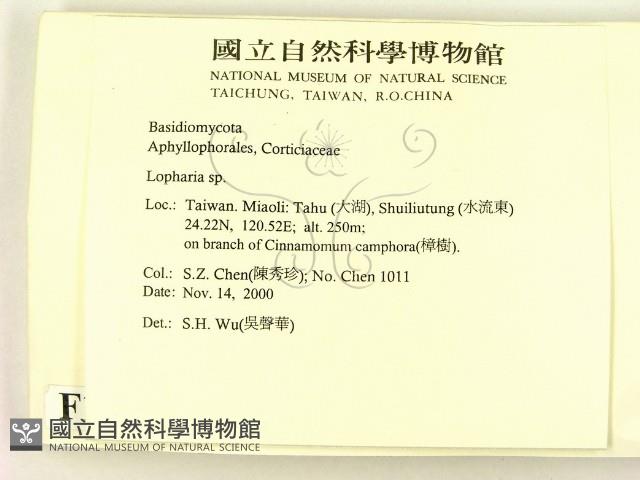 國立自然科學博物館
NATIONAL MUSEUM OF NATURAL SCIENCE
TAICHUNG, TAIWAN, R.O.CHINA
Basidiomycota
Aphyllophorales, Corticiaceae
Lopharia sp.
Loc.: Taiwan. Miaoli: Tahu (大湖), Shuiliutung (水流東)
24.22N, 120.52E; alt. 250m;
on branch of Cinnamomum camphora(樟樹).
Col.: S.Z. Chen(陳秀珍); No. Chen 1011
Date: Nov. 14, 2000
Det.: S.H. Wu(吳聲華)
國立自然科學博物館
NATIONAL MUSEUM OF NATURAL SCIENCE